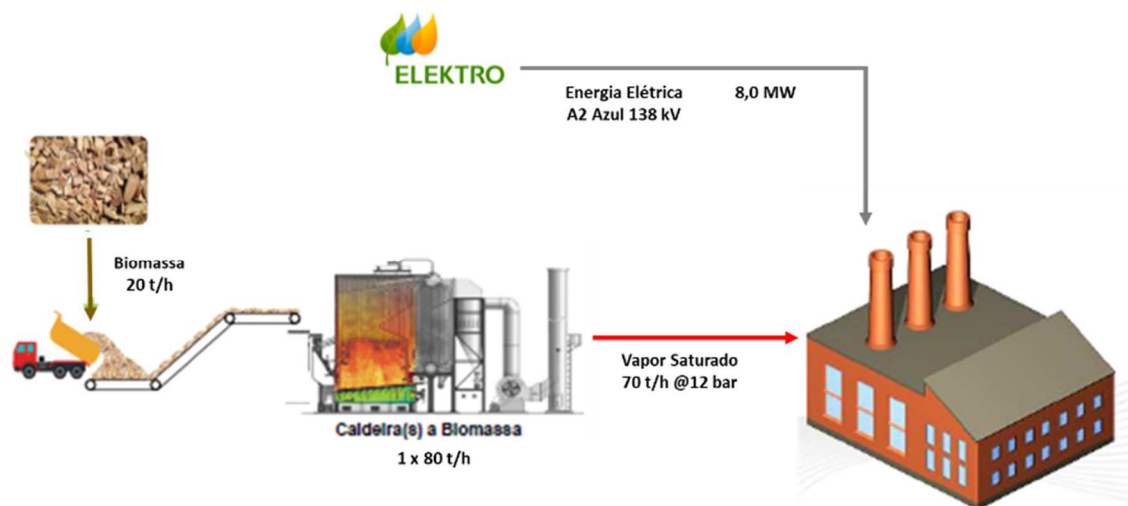 ELEKTRO
Energia Elétrica 8,0 MW
A2 Azul 138 kV
Biomassa
20 t/h
Vapor Saturado
70 t/h @12 bar
Caldeira(s) a Biomassa
1 x 80 t/h